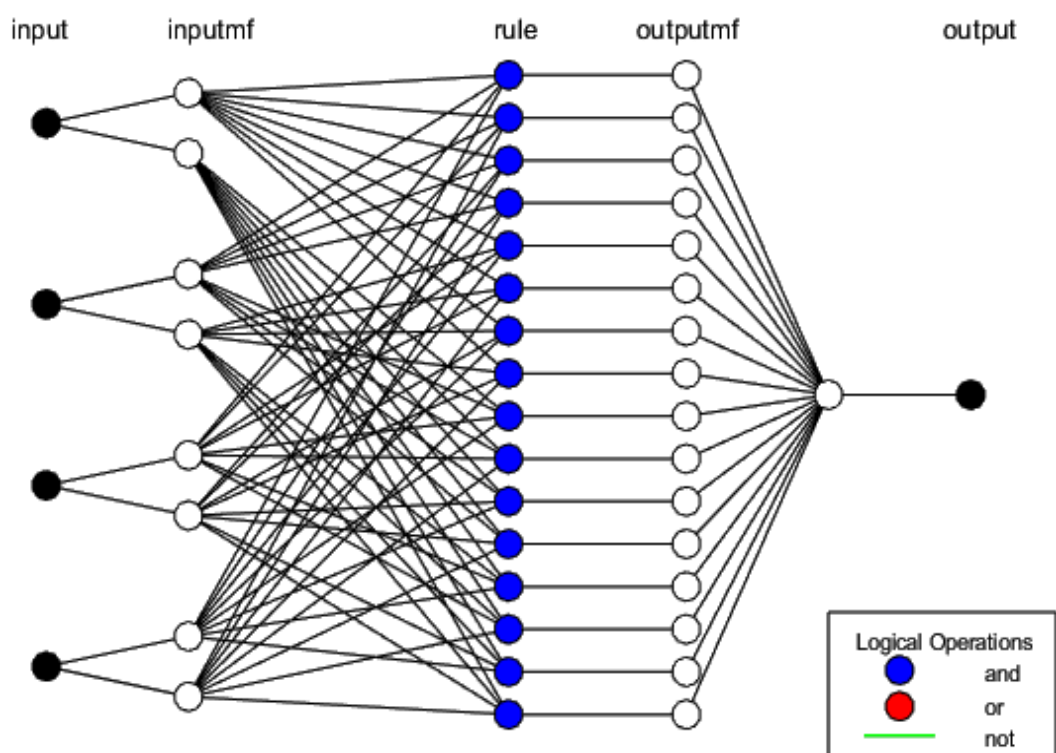 input inputmf rule outputmf output
Logical Operations
and
or
not